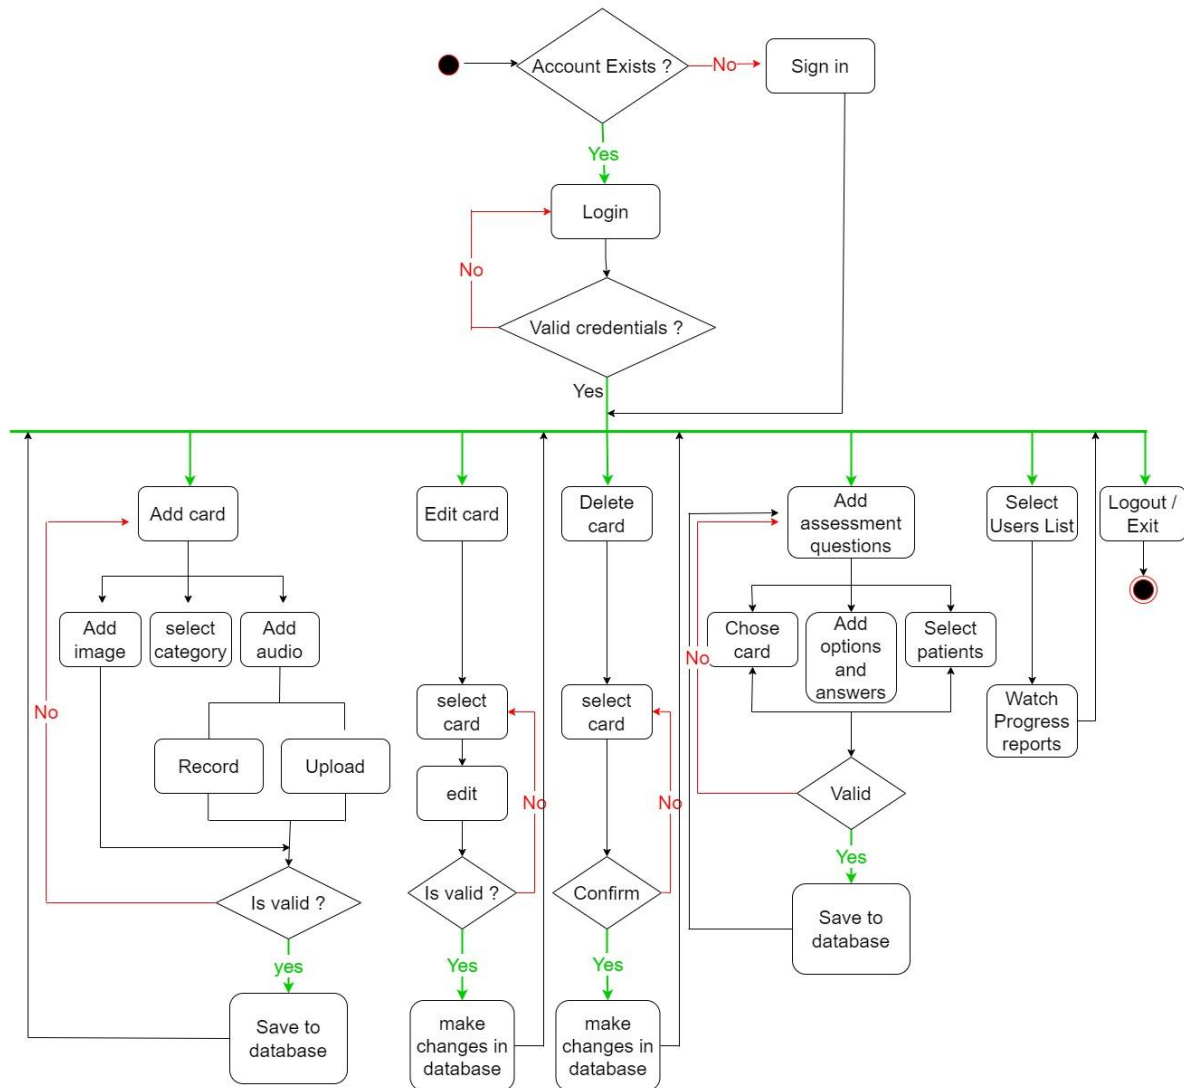 Account Exists ?
No
Sign in
Yes
Login
No
Valid credentials ?
Yes
Add card
Edit card
Delete
card
Add
assessment
questions
Select
Users List
Logout /
Exit
Add
image
select
category
Add
audio
No
Record
Upload
Is valid ?
yes
Save to
database
select
card
edit
No
Is valid ?
Yes
make
changes in
database
select
card
No
Confirm
Yes
make
changes in
database
Chose
card
Add
options
and
answers
Select
patients
No
Valid
Yes
Save to
database
Watch
Progress
reports